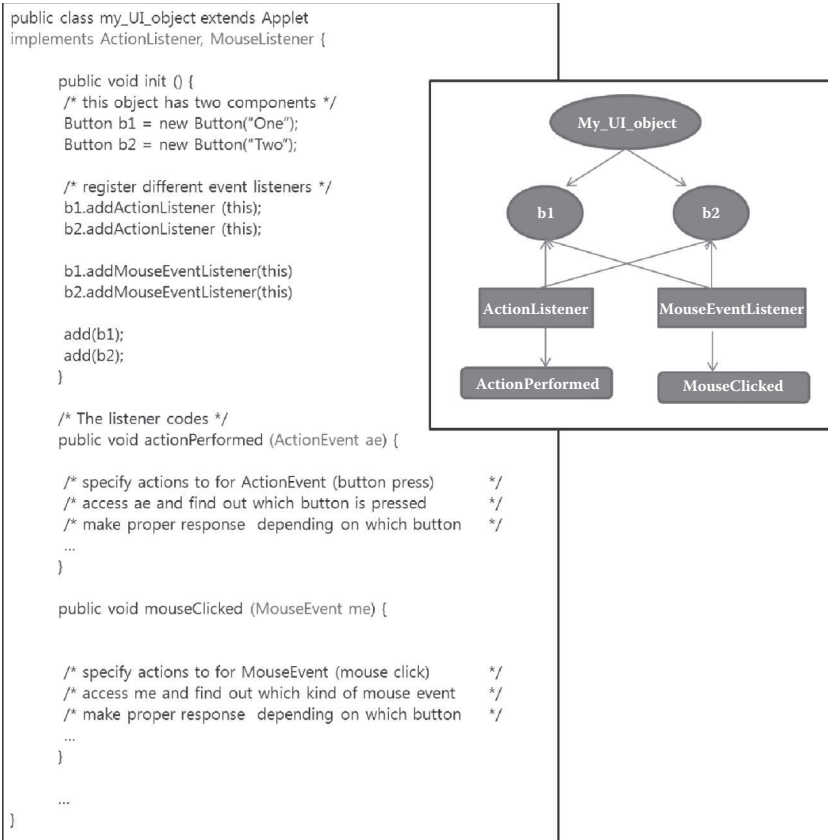 public class my_UI_object extends Applet
implements ActionListener, MouseListener {
public void init () {
/* this object has two components */
Button b1 = new Button("One");
Button b2 = new Button("Two");
/* register different event listeners */
b1.addActionListener (this);
b2.addActionListener (this);
b1.addMouseEventListener(this)
b2.addMouseEventListener(this)
add(b1);
add(b2);
}
/* The listener codes */
public void actionPerformed (ActionEvent ae) {
/* specify actions to for ActionEvent (button press) */
/* access ae and find out which button is pressed */
/* make proper response depending on which button */
...
}
public void mouseClicked (MouseEvent me) {
/* specify actions to for MouseEvent (mouse click) */
/* access me and find out which kind of mouse event */
/* make proper response depending on which button */
...
}
...
}
My_UI_object
b1
b2
ActionListener
MouseEventListener
ActionPerformed
MouseClicked